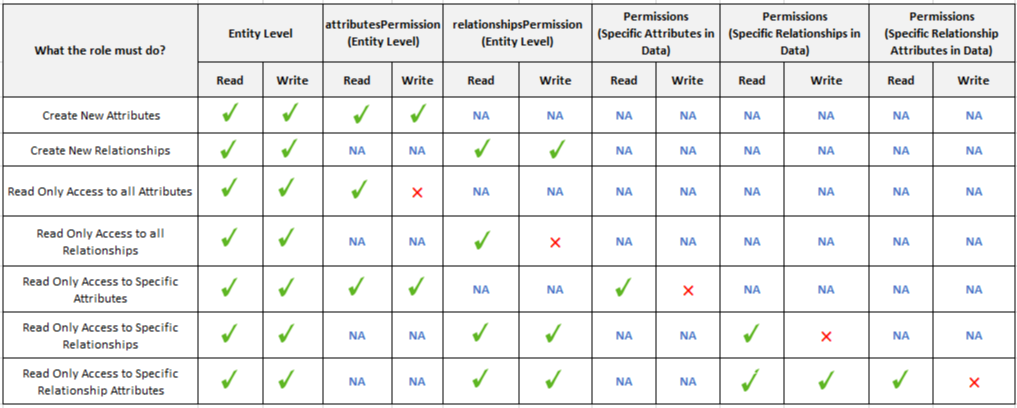 What the role must do?
Entity Level
attributesPermission
(Entity Level)
relationshipsPermission
(Entity Level)
Permissions
(Specific Attributes in
Data)
Permissions
(Specific Relationships in
Data)
Permissions
(Specific Relationship
Attributes in Data)
Read Write Read Write Read Write Read Write Read Write Read Write
Create New Attributes ✓ ✓ ✓ ✓ NA NA NA NA NA NA NA NA
Create New Relationships ✓ ✓ NA NA ✓ ✓ NA NA NA NA NA NA
Read Only Access to all Attributes ✓ ✓ ✓ ✗ NA NA NA NA NA NA NA NA
Read Only Access to all
Relationships ✓ ✓ NA NA ✓ ✗ NA NA NA NA NA NA
Read Only Access to Specific
Attributes ✓ ✓ ✓ ✓ NA NA ✓ ✗ NA NA NA NA
Read Only Access to Specific
Relationships ✓ ✓ NA NA ✓ ✓ NA NA ✓ ✗ NA NA
Read Only Access to Specific
Relationship Attributes ✓ ✓ NA NA ✓ ✓ NA NA ✓ ✓ ✓ ✗